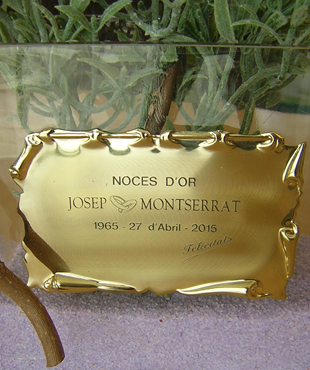 NOCES D'OR
JOSEP MONTSERRAT
1965 - 27 d'Abril - 2015
Felicitats